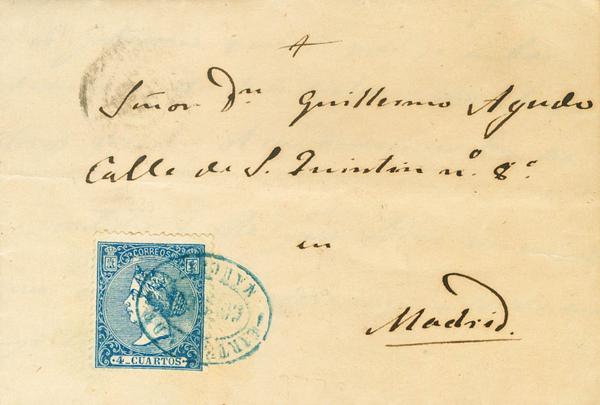 Señor Dn Guillermo Agudo
Calle de S. Quintin nº 8º
en
Madrid.
CORREOS
4 CUARTOS